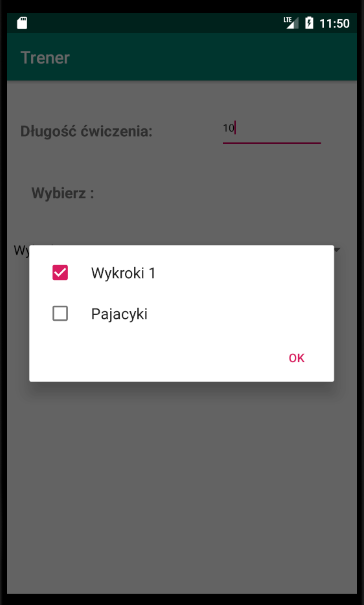 LTE 11:50
Trener
Długość ćwiczenia:
10
Wybierz :
Wykroki 1
Pajacyki
OK